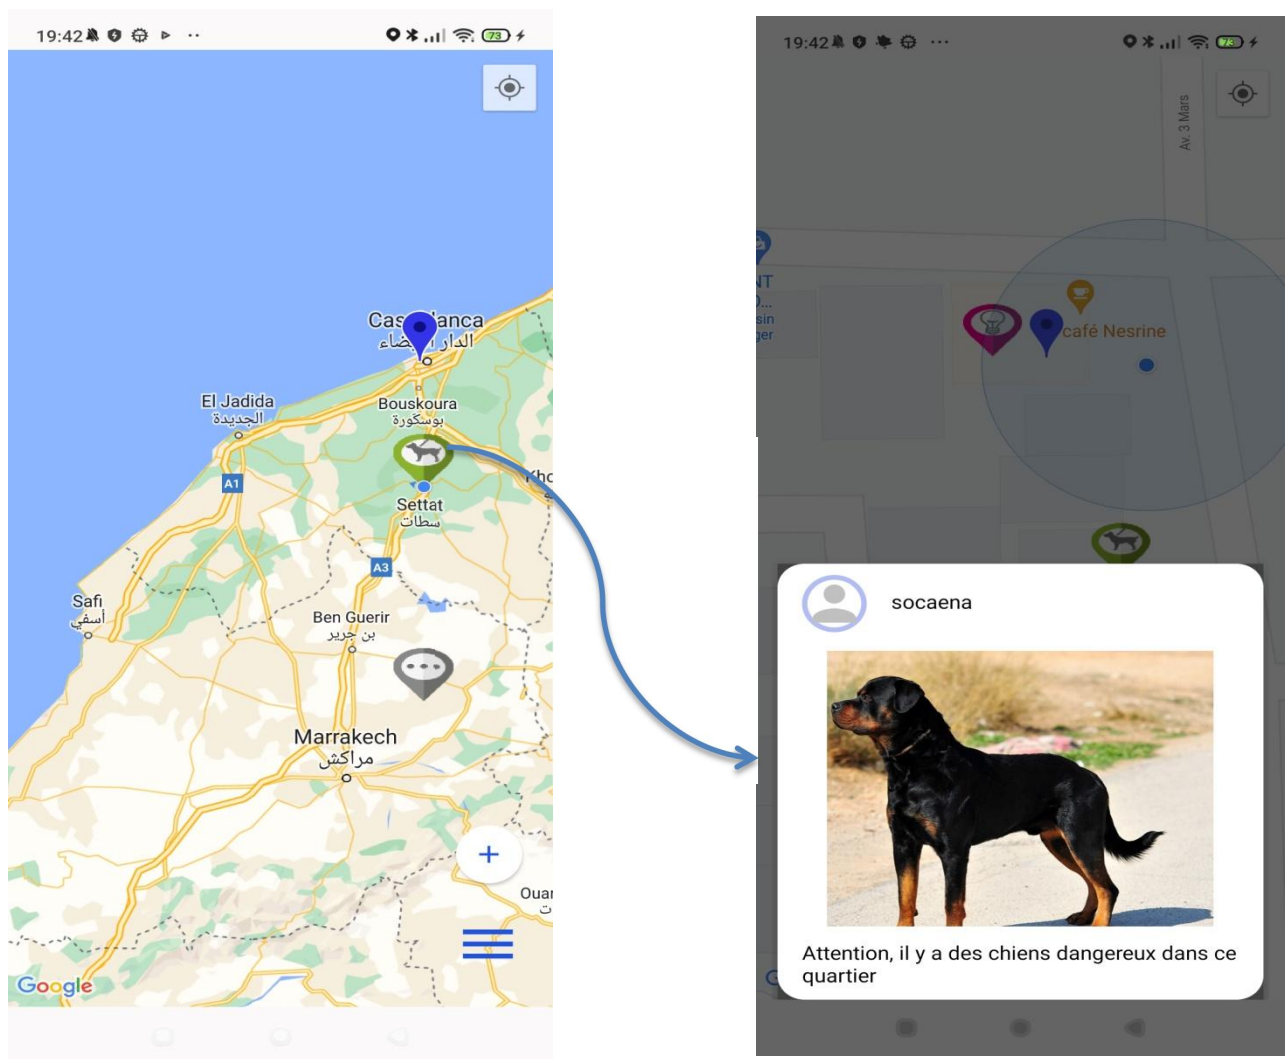 19:42
73
Casablanca
الدار البيضاء
El Jadida
الجديدة
Bouskoura
بوسكورة
A1
Settat
سطات
A3
Safi
أسفي
Ben Guerir
بن جرير
Marrakech
مراكش
+
Google
19:42
73
Av. 3 Mars
café Nesrine
socaena
Attention, il y a des chiens dangereux dans ce
quartier